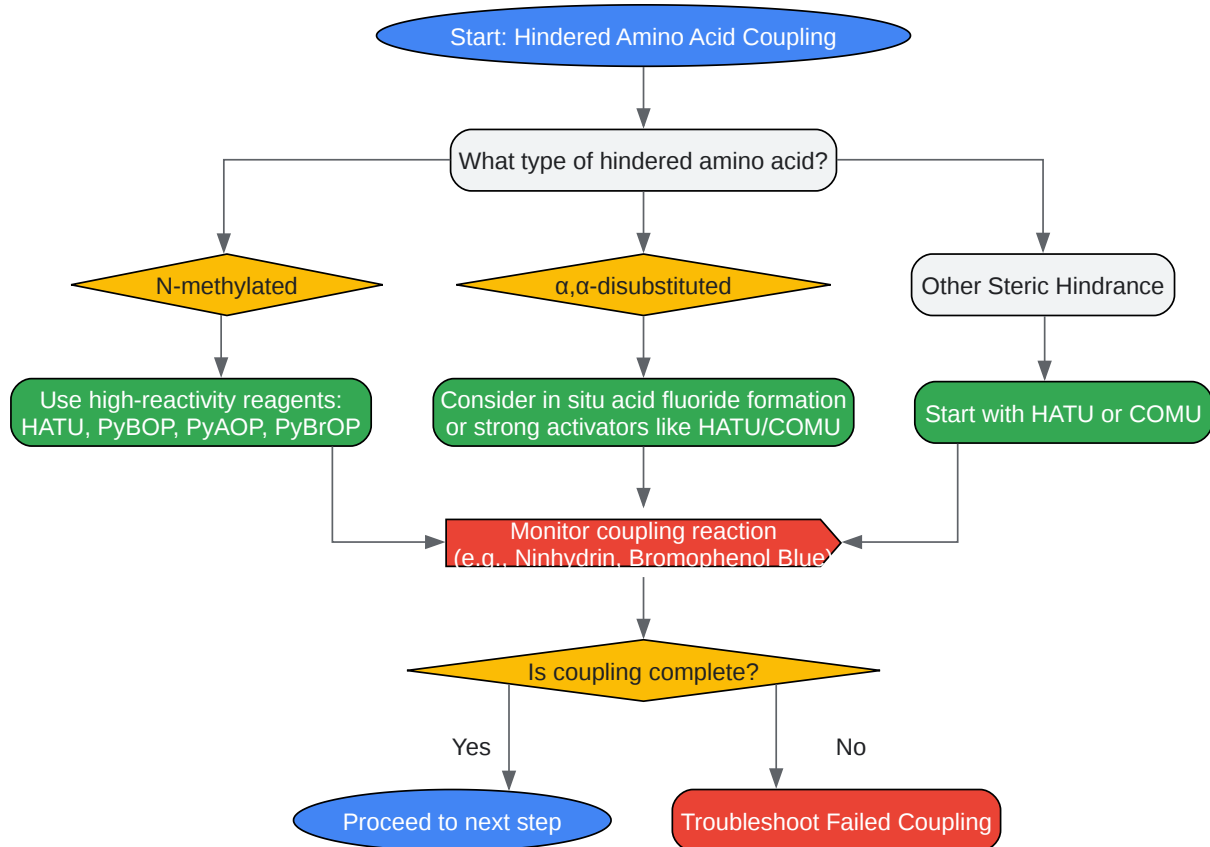 Start: Hindered Amino Acid Coupling
What type of hindered amino acid?
N-methylated
α,α-disubstituted
Other Steric Hindrance
Use high-reactivity reagents:
HATU, PyBOP, PyAOP, PyBrOP
Consider in situ acid fluoride formation
or strong activators like HATU/COMU
Start with HATU or COMU
Monitor coupling reaction
(e.g., Ninhydrin, Bromophenol Blue)
Is coupling complete?
Yes
No
Proceed to next step
Troubleshoot Failed Coupling